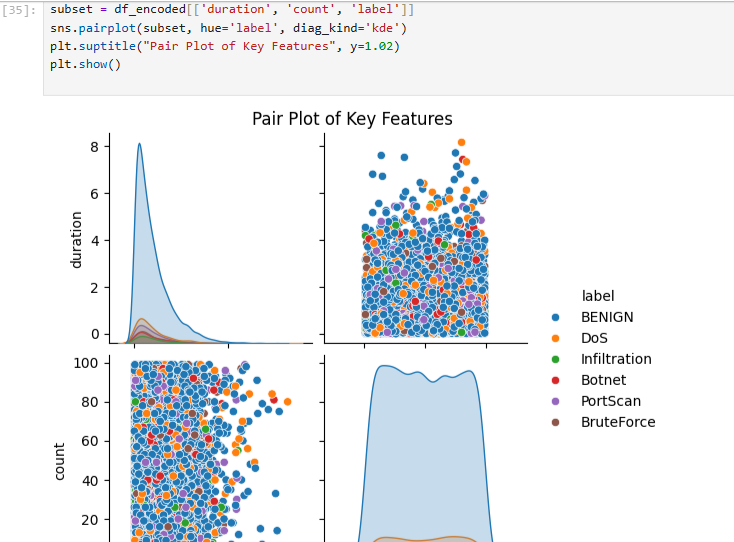 [35]:
subset = df_encoded[['duration', 'count', 'label']]
sns.pairplot(subset, hue='label', diag_kind='kde')
plt.suptitle("Pair Plot of Key Features", y=1.02)
plt.show()
Pair Plot of Key Features
8
6
4
2
0
duration
100
80
60
40
20
count
label
BENIGN
DoS
Infiltration
Botnet
PortScan
BruteForce